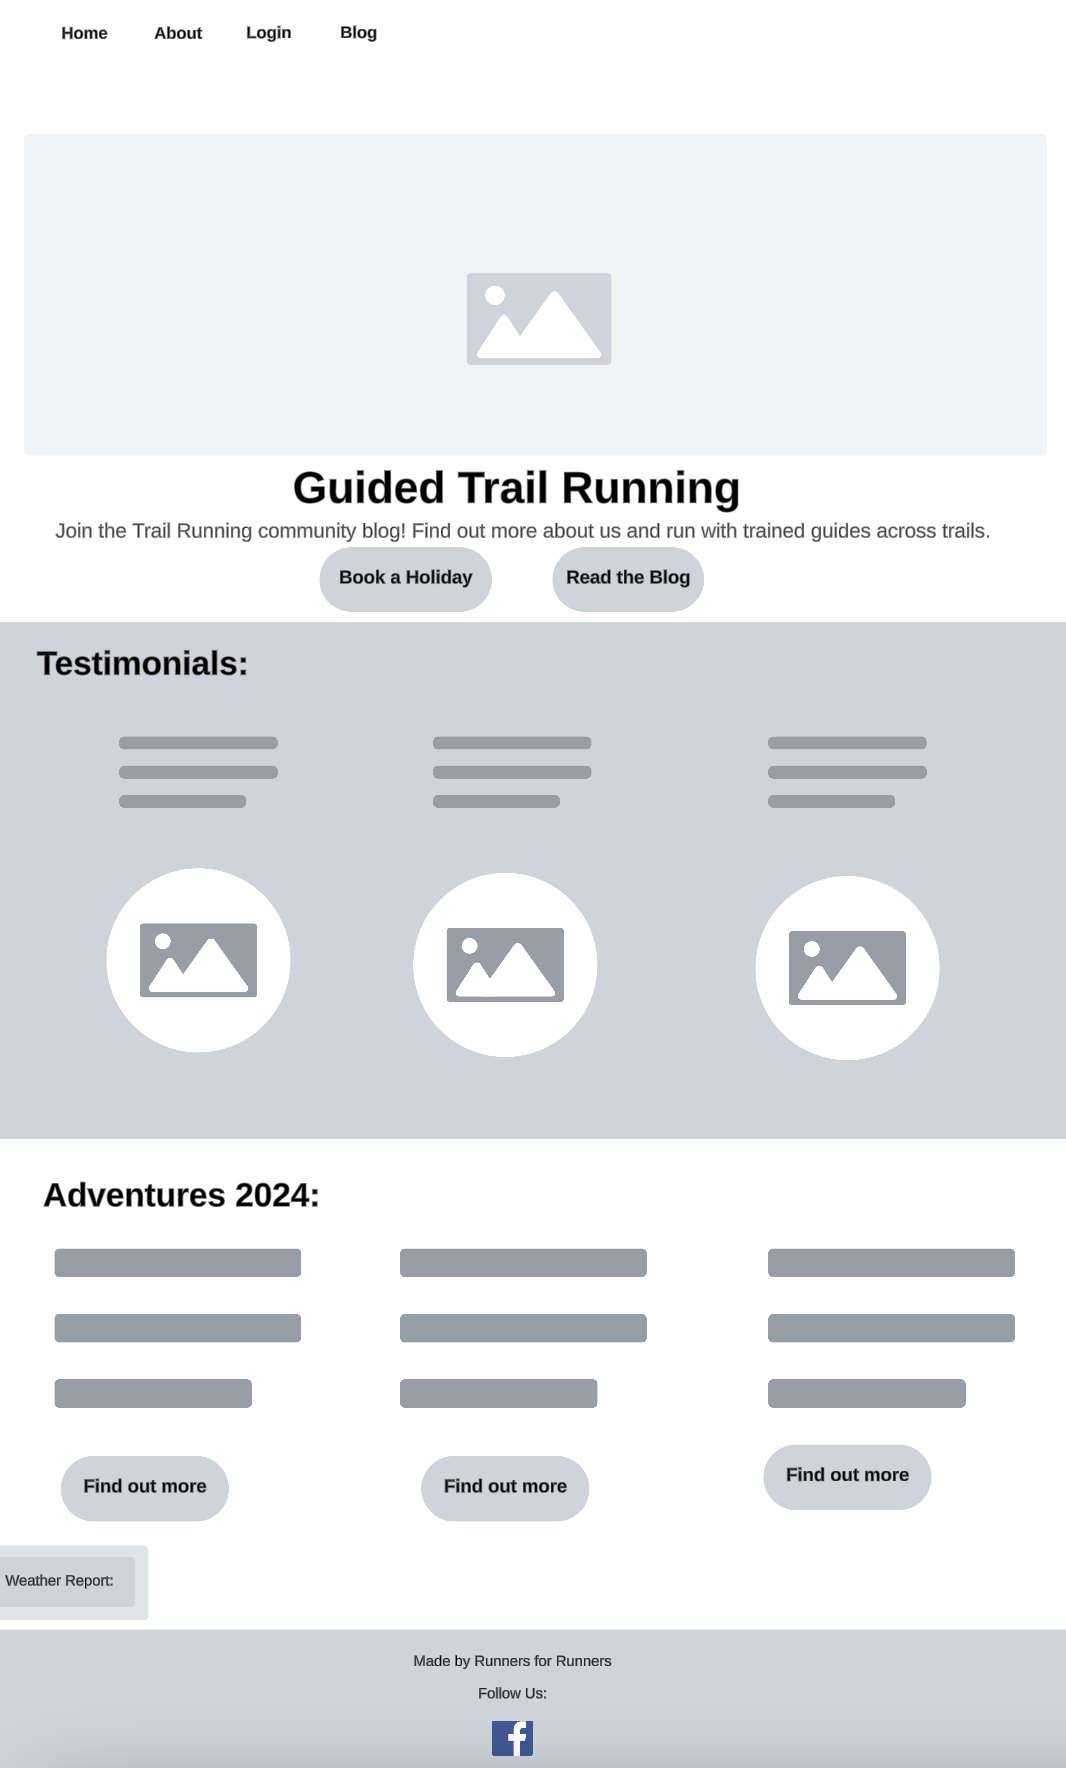 Home About Login Blog
Guided Trail Running
Join the Trail Running community blog! Find out more about us and run with trained guides across trails.
Book a Holiday Read the Blog
Testimonials:
Adventures 2024:
Find out more Find out more Find out more
Weather Report:
Made by Runners for Runners
Follow Us: